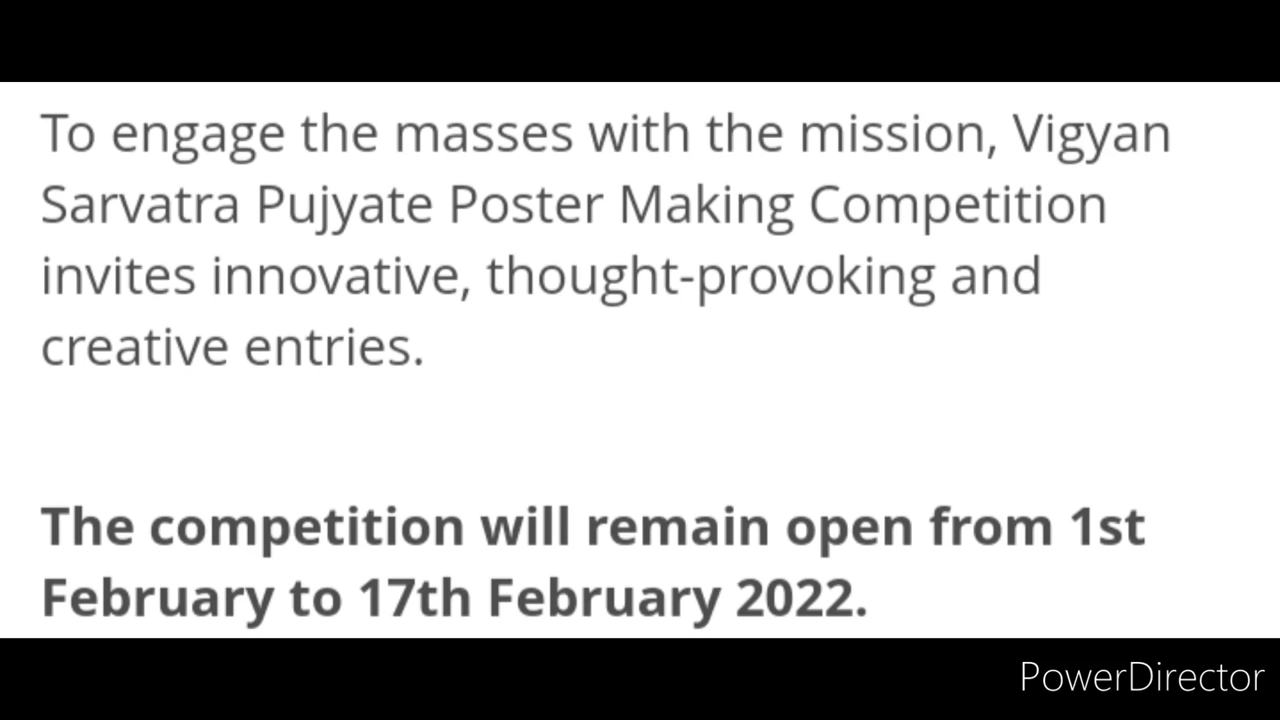 To engage the masses with the mission, Vigyan
Sarvatra Pujyate Poster Making Competition
invites innovative, thought-provoking and
creative entries.
The competition will remain open from 1st
February to 17th February 2022.
PowerDirector